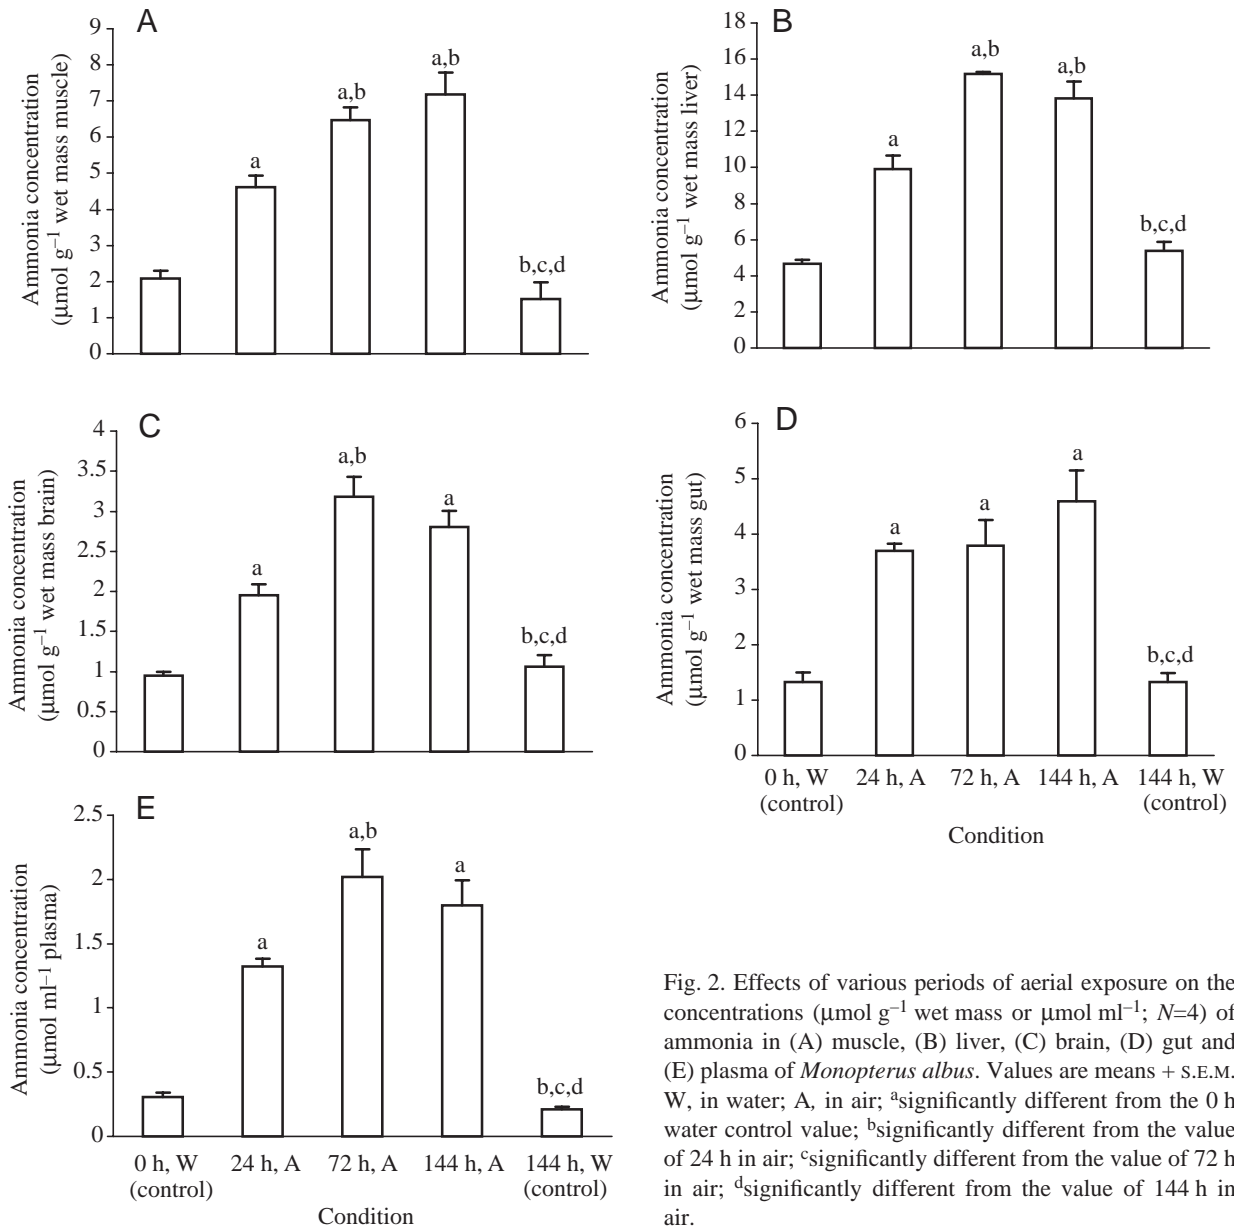 A
Ammonia concentration
(μmol g⁻¹ wet mass muscle)
9
8
7
6
5
4
3
2
1
0
a
a,b
a,b
b,c,d
B
Ammonia concentration
(μmol g⁻¹ wet mass liver)
18
16
14
12
10
8
6
4
2
0
a
a,b
a,b
b,c,d
C
Ammonia concentration
(μmol g⁻¹ wet mass brain)
4
3.5
3
2.5
2
1.5
1
0.5
0
a
a,b
a
b,c,d
D
Ammonia concentration
(μmol g⁻¹ wet mass gut)
6
5
4
3
2
1
0
a
a
a
b,c,d
0 h, W 24 h, A 72 h, A 144 h, A 144 h, W
(control) (control)
Condition
E
Ammonia concentration
(μmol ml⁻¹ plasma)
2.5
2
1.5
1
0.5
0
a
a,b
a
b,c,d
0 h, W 24 h, A 72 h, A 144 h, A 144 h, W
(control) (control)
Condition
Fig. 2. Effects of various periods of aerial exposure on the
concentrations (μmol g⁻¹ wet mass or μmol ml⁻¹; N=4) of
ammonia in (A) muscle, (B) liver, (C) brain, (D) gut and
(E) plasma of Monopterus albus. Values are means + S.E.M.
W, in water; A, in air; ᵃsignificantly different from the 0 h
water control value; ᵇsignificantly different from the value
of 24 h in air; ᶜsignificantly different from the value of 72 h
in air; ᵈsignificantly different from the value of 144 h in
air.